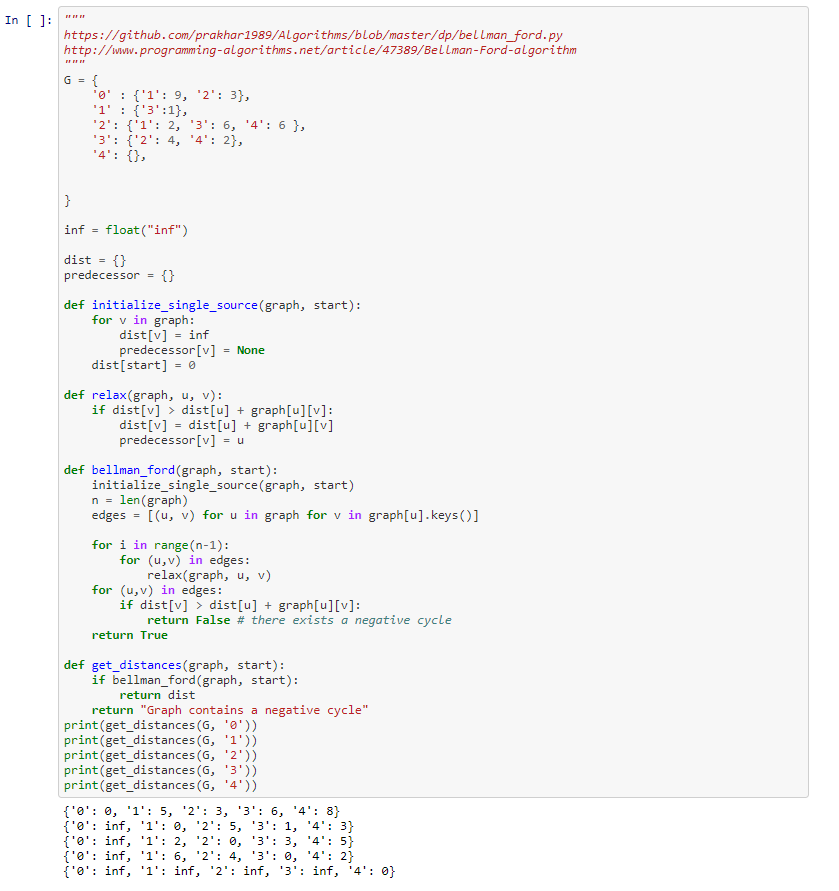 In [ ]:
"""
https://github.com/prakhar1989/Algorithms/blob/master/dp/bellman_ford.py
http://www.programming-algorithms.net/article/47389/Bellman-Ford-algorithm
"""
G = {
    '0' : {'1': 9, '2': 3},
    '1' : {'3':1},
    '2': {'1': 2, '3': 6, '4': 6 },
    '3': {'2': 4, '4': 2},
    '4': {},
}
inf = float("inf")
dist = {}
predecessor = {}
def initialize_single_source(graph, start):
    for v in graph:
        dist[v] = inf
        predecessor[v] = None
    dist[start] = 0
def relax(graph, u, v):
    if dist[v] > dist[u] + graph[u][v]:
        dist[v] = dist[u] + graph[u][v]
        predecessor[v] = u
def bellman_ford(graph, start):
    initialize_single_source(graph, start)
    n = len(graph)
    edges = [(u, v) for u in graph for v in graph[u].keys()]
    for i in range(n-1):
        for (u,v) in edges:
            relax(graph, u, v)
    for (u,v) in edges:
        if dist[v] > dist[u] + graph[u][v]:
            return False # there exists a negative cycle
    return True
def get_distances(graph, start):
    if bellman_ford(graph, start):
        return dist
    return "Graph contains a negative cycle"
print(get_distances(G, '0'))
print(get_distances(G, '1'))
print(get_distances(G, '2'))
print(get_distances(G, '3'))
print(get_distances(G, '4'))
{'0': 0, '1': 5, '2': 3, '3': 6, '4': 8}
{'0': inf, '1': 0, '2': 5, '3': 1, '4': 3}
{'0': inf, '1': 2, '2': 0, '3': 3, '4': 5}
{'0': inf, '1': 6, '2': 4, '3': 0, '4': 2}
{'0': inf, '1': inf, '2': inf, '3': inf, '4': 0}